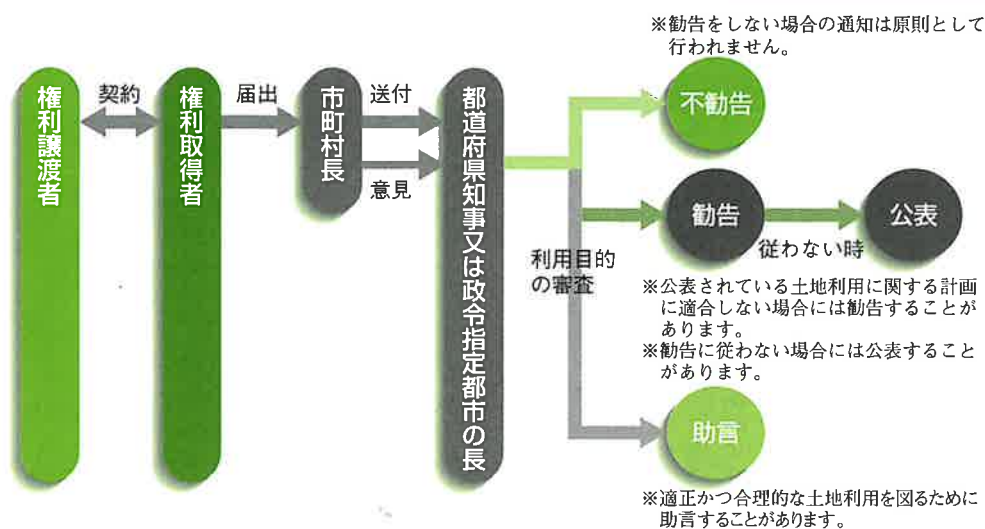 ※勧告をしない場合の通知は原則として
行われません。
権利譲渡者
契約
権利取得者
届出
市町村長
送付
意見
都道府県知事又は政令指定都市の長
利用目的
の審査
不勧告
勧告
従わない時
公表
※公表されている土地利用に関する計画
に適合しない場合には勧告することが
あります。
※勧告に従わない場合には公表すること
があります。
助言
※適正かつ合理的な土地利用を図るために
助言することがあります。